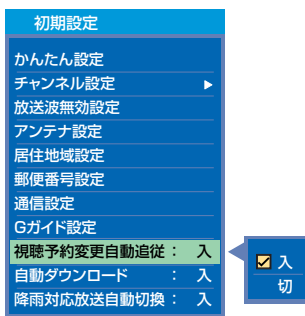 初期設定
かんたん設定
チャンネル設定 ▶
放送波無効設定
アンテナ設定
居住地域設定
郵便番号設定
通信設定
Gガイド設定
視聴予約変更自動追従： 入
自動ダウンロード ： 入
降雨対応放送自動切換： 入
入
切